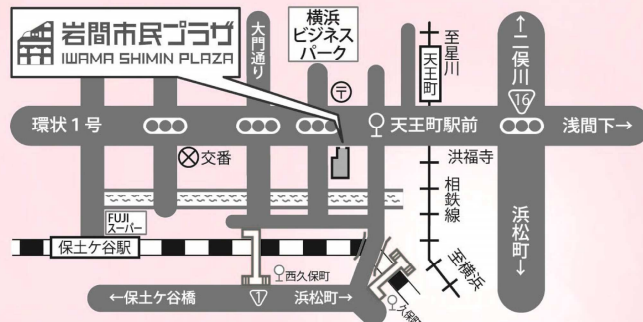 岩間市民プラザ
IWAMA SHIMIN PLAZA
大門通り
横浜
ビジネス
パーク
〒
至星川
天王町
↑二俣川
16
環状1号
天王町駅前
浅間下→
交番
洪福寺
相鉄線
浜松町↓
FUJI
スーパー
保土ケ谷駅
西久保町
至横浜
←保土ケ谷橋
1
浜松町→
久保町